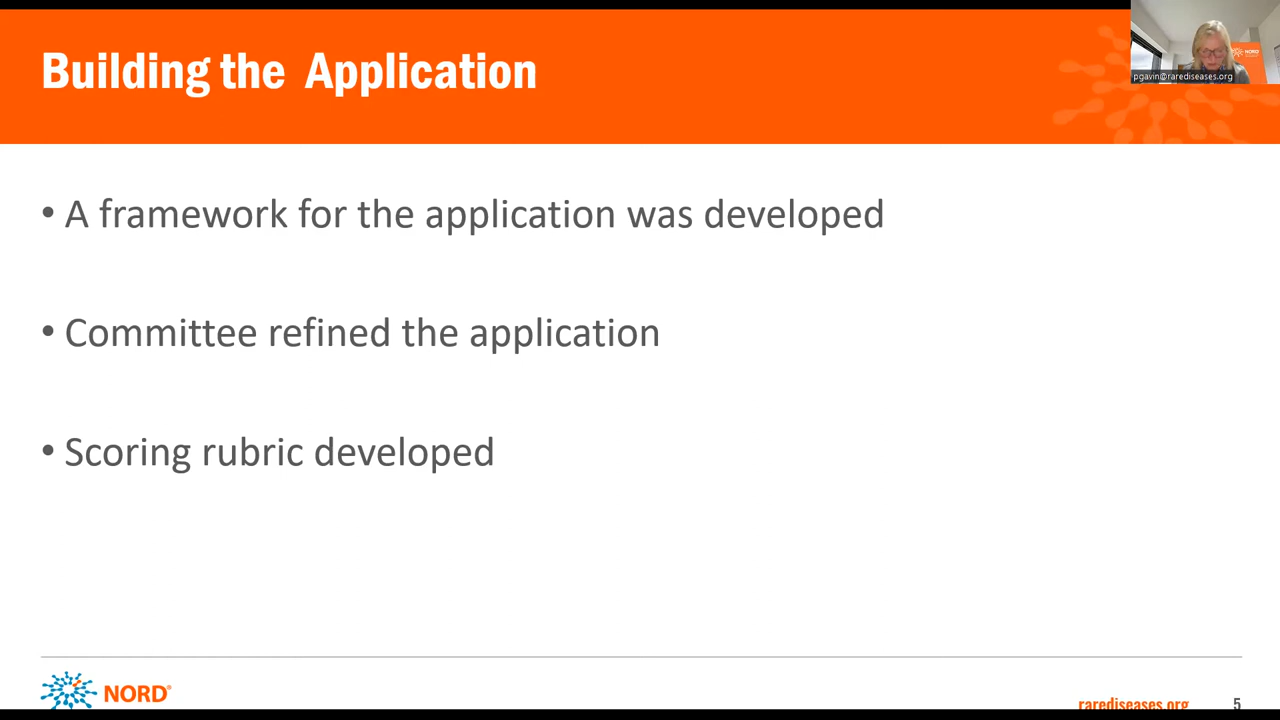 Building the Application
pgavin@rarediseases.org
• A framework for the application was developed
• Committee refined the application
• Scoring rubric developed
NORD®
rarediseases.org
5